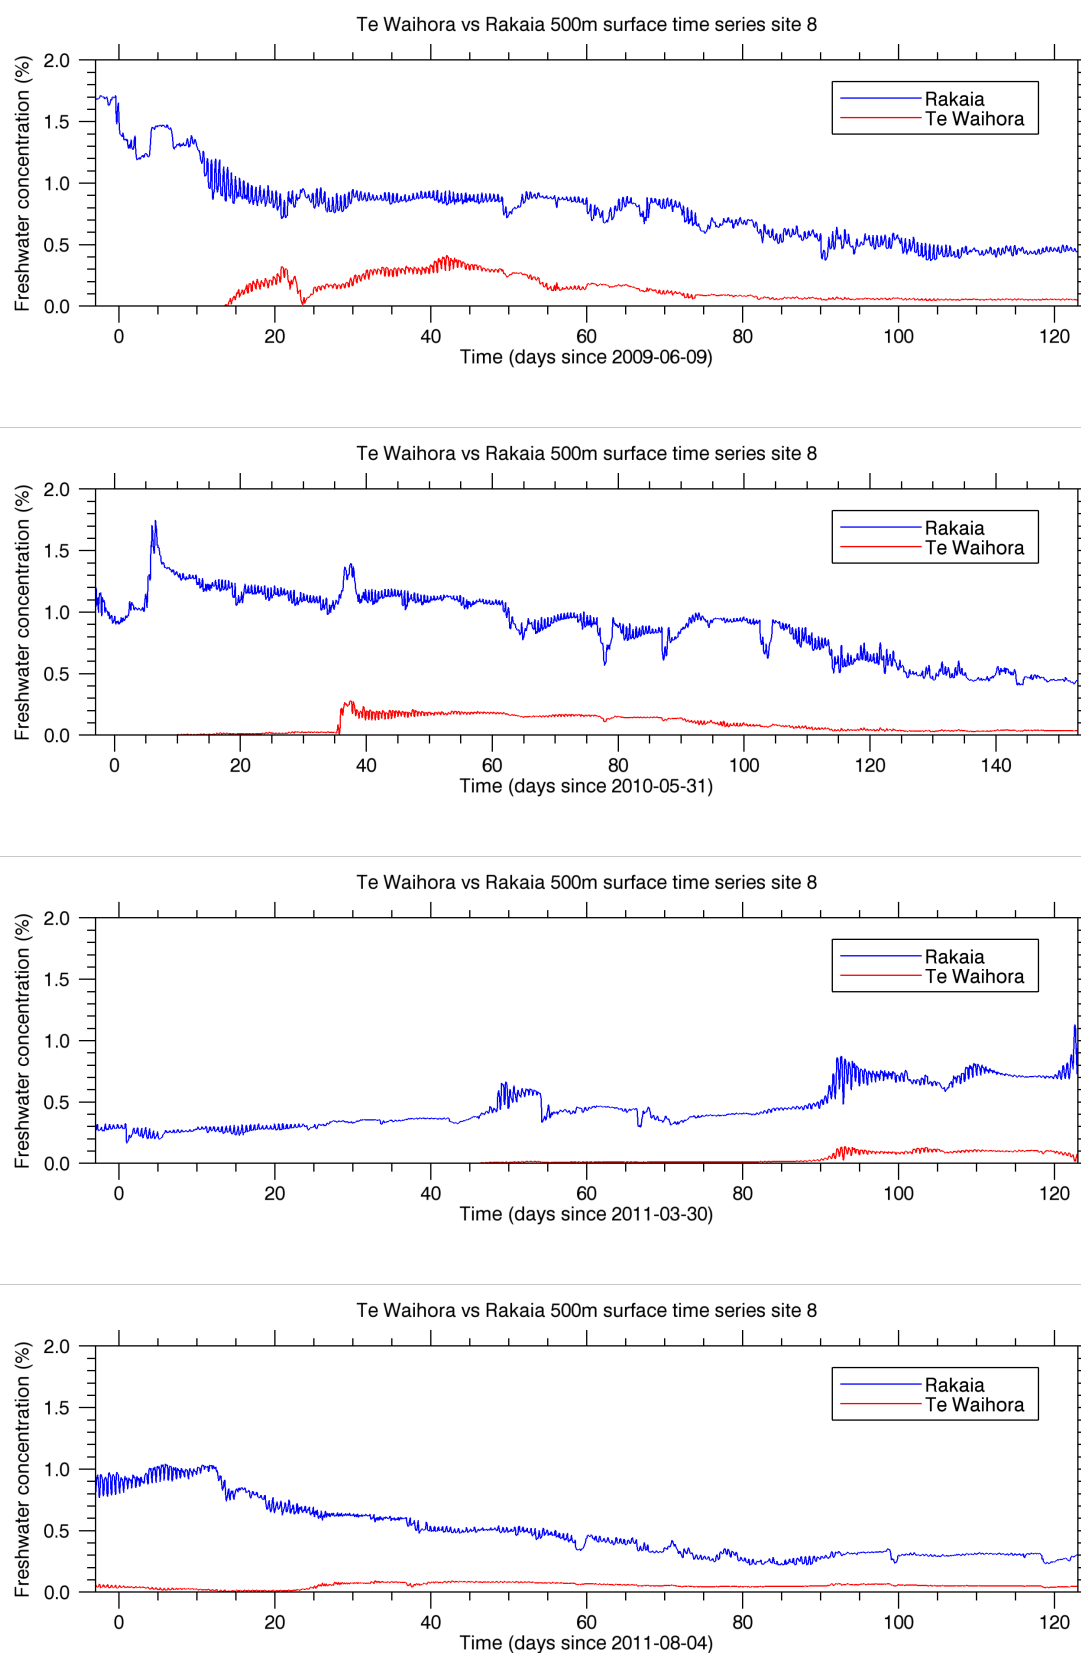 Te Waihora vs Rakaia 500m surface time series site 8
2.0
1.5
1.0
0.5
0.0
Freshwater concentration (%)
Rakaia
Te Waihora
0 20 40 60 80 100 120
Time (days since 2009-06-09)
Te Waihora vs Rakaia 500m surface time series site 8
2.0
1.5
1.0
0.5
0.0
Freshwater concentration (%)
Rakaia
Te Waihora
0 20 40 60 80 100 120 140
Time (days since 2010-05-31)
Te Waihora vs Rakaia 500m surface time series site 8
2.0
1.5
1.0
0.5
0.0
Freshwater concentration (%)
Rakaia
Te Waihora
0 20 40 60 80 100 120
Time (days since 2011-03-30)
Te Waihora vs Rakaia 500m surface time series site 8
2.0
1.5
1.0
0.5
0.0
Freshwater concentration (%)
Rakaia
Te Waihora
0 20 40 60 80 100 120
Time (days since 2011-08-04)